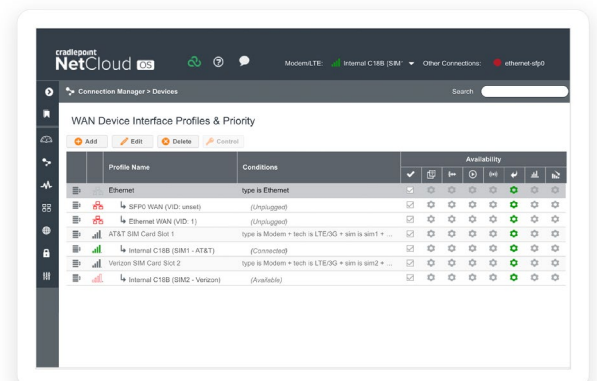 cradlepoint
NetCloud OS
Modem/LTE: Internal C18B (SIM' Other Connections: ethernet-sfp0
Connection Manager > Devices
Search
WAN Device Interface Profiles & Priority
Add Edit Delete Control
Availability
Profile Name Conditions
Ethernet type is Ethernet
SFP0 WAN (VID: unset) (Unplugged)
Ethernet WAN (VID: 1) (Unplugged)
AT&T SIM Card Slot 1 type is Modem + tech is LTE/3G + sim is sim1 + ...
Internal C18B (SIM1 - AT&T) (Connected)
Verizon SIM Card Slot 2 type is Modem + tech is LTE/3G + sim is sim2 + ...
Internal C18B (SIM2 - Verizon) (Available)